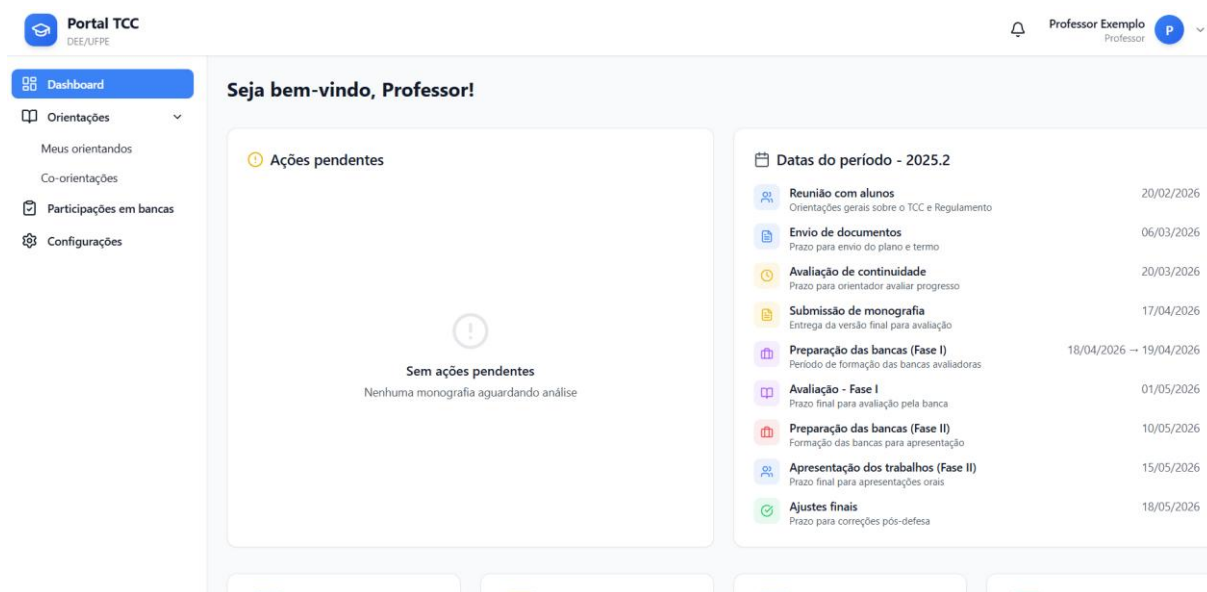 Portal TCC
DEE/UFPE
Professor Exemplo
Professor
P
Dashboard
Orientações
Meus orientandos
Co-orientações
Participações em bancas
Configurações
Seja bem-vindo, Professor!
Ações pendentes
Sem ações pendentes
Nenhuma monografia aguardando análise
Datas do período - 2025.2
Reunião com alunos 20/02/2026
Orientações gerais sobre o TCC e Regulamento
Envio de documentos 06/03/2026
Prazo para envio do plano e termo
Avaliação de continuidade 20/03/2026
Prazo para orientador avaliar progresso
Submissão de monografia 17/04/2026
Entrega da versão final para avaliação
Preparação das bancas (Fase I) 18/04/2026 → 19/04/2026
Período de formação das bancas avaliadoras
Avaliação - Fase I 01/05/2026
Prazo final para avaliação pela banca
Preparação das bancas (Fase II) 10/05/2026
Formação das bancas para apresentação
Apresentação dos trabalhos (Fase II) 15/05/2026
Prazo final para apresentações orais
Ajustes finais 18/05/2026
Prazo para correções pós-defesa